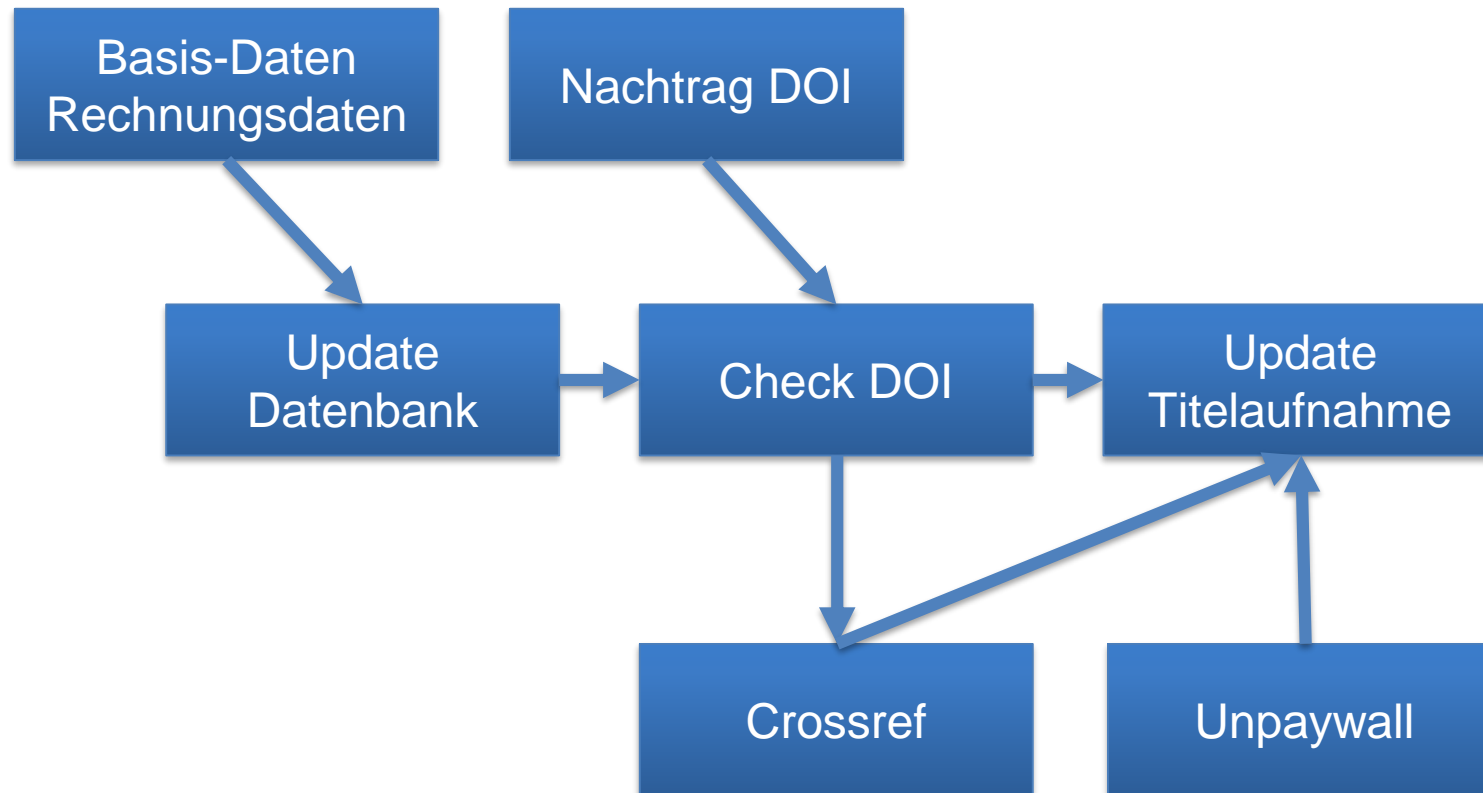 Basis-Daten
Rechnungsdaten
Nachtrag DOI
Update
Datenbank
Check DOI
Update
Titelaufnahme
Crossref
Unpaywall